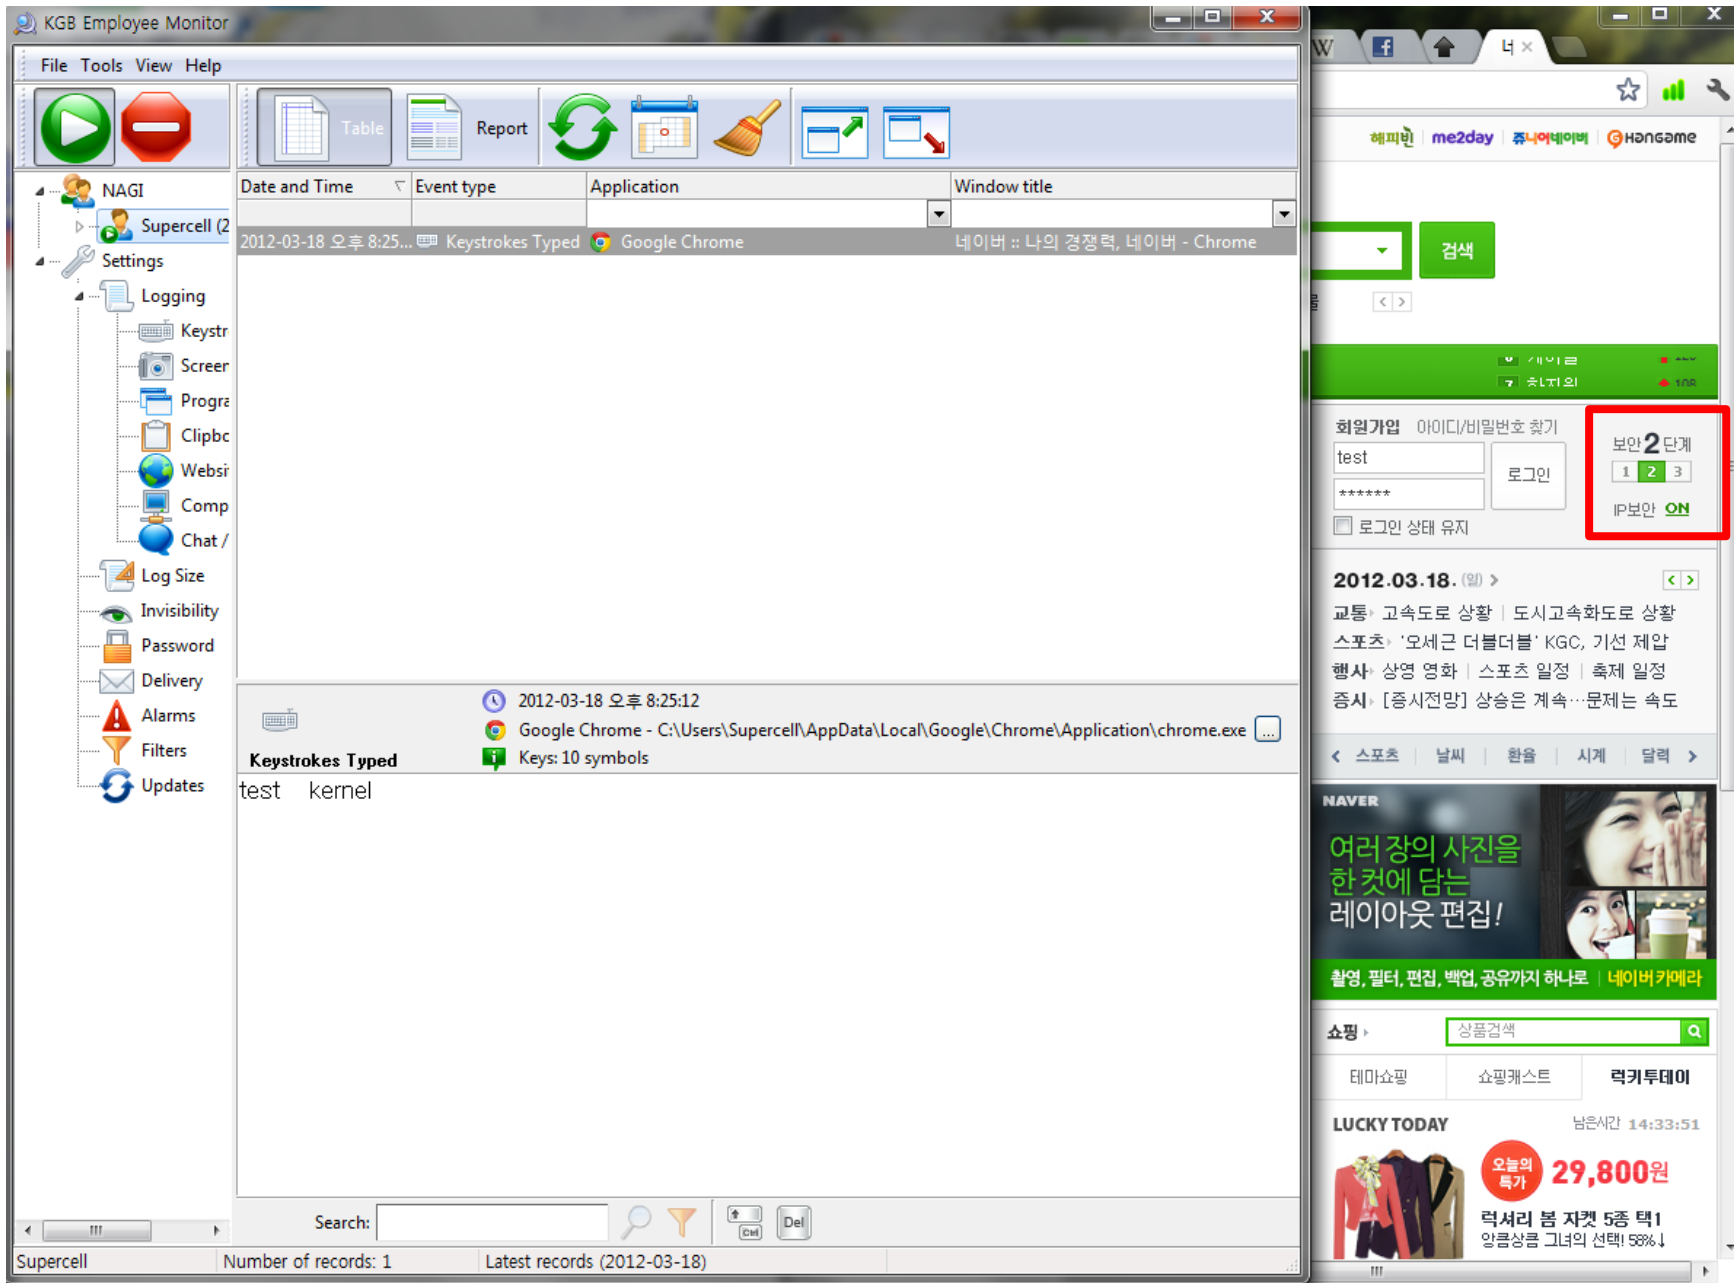 KGB Employee Monitor
File Tools View Help
Table
Report
NAGI
Supercell (2
Settings
Logging
Keystr
Screer
Progra
Clipbc
Websit
Comp
Chat /
Log Size
Invisibility
Password
Delivery
Alarms
Filters
Updates
Date and Time Event type Application Window title
2012-03-18 오후 8:25... Keystrokes Typed Google Chrome 네이버 :: 나의 경쟁력, 네이버 - Chrome
Keystrokes Typed
2012-03-18 오후 8:25:12
Google Chrome - C:\Users\Supercell\AppData\Local\Google\Chrome\Application\chrome.exe ...
Keys: 10 symbols
test kernel
Search:
Ctrl
Del
Supercell Number of records: 1 Latest records (2012-03-18)
W f 너
해피빈 me2day 쥬니어네이버 HANGAME
검색
7
회원가입 아이디/비밀번호 찾기
test
******
로그인
로그인 상태 유지
보안 2 단계
1 2 3
IP보안 ON
2012.03.18. (일)
교통 고속도로 상황 | 도시고속화도로 상황
스포츠 '오세근 더블더블' KGC, 기선 제압
행사 상영 영화 | 스포츠 일정 | 축제 일정
증시 [증시전망] 상승은 계속…문제는 속도
스포츠 날씨 환율 시계 달력
NAVER
여러 장의 사진을
한 컷에 담는
레이아웃 편집!
촬영, 필터, 편집, 백업, 공유까지 하나로 | 네이버 카메라
쇼핑 상품검색
테마쇼핑 쇼핑캐스트 럭키투데이
LUCKY TODAY 남은시간 14:33:51
오늘의
특가
29,800원
럭셔리 봄 자켓 5종 택1
앙큼상큼 그녀의 선택! 58%↓